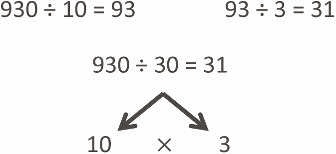 930 ÷ 10 = 93 93 ÷ 3 = 31
930 ÷ 30 = 31
10 × 3